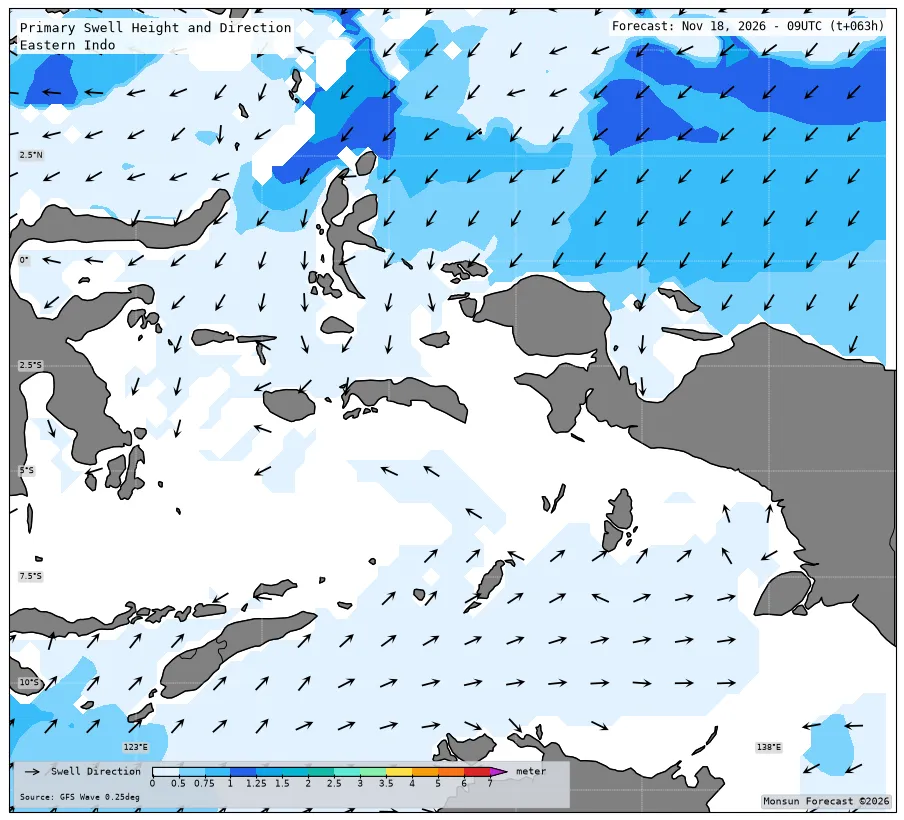 Primary Swell Height and Direction
Eastern Indo
Forecast: Nov 18, 2026 - 09UTC (t+063h)
2.5°N
0°
2.5°S
5°S
7.5°S
10°S
123°E
138°E
Swell Direction
meter
0 0.5 0.75 1 1.25 1.5 1.75 2 2.5 3 3.5 4 5 6 7
Source: GFS Wave 0.25deg
Monsun Forecast ©2026